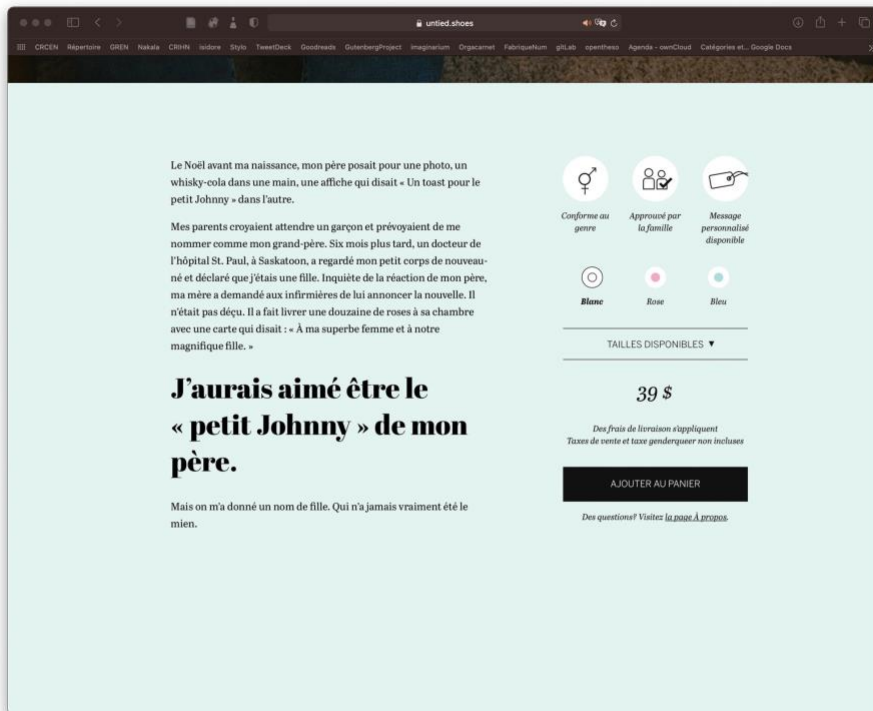 untied.shoes
CRCEN Répertoire GREN Nakala CRIHN Isidore Stylo TweetDeck Goodreads GutenbergProject imaginarium Orgacarnet FabriqueNum gitLab opentheso Agenda - ownCloud Catégories et... Google Docs
Le Noël avant ma naissance, mon père posait pour une photo, un
whisky-cola dans une main, une affiche qui disait « Un toast pour le
petit Johnny » dans l'autre.
Mes parents croyaient attendre un garçon et prévoyaient de me
nommer comme mon grand-père. Six mois plus tard, un docteur de
l'hôpital St. Paul, à Saskatoon, a regardé mon petit corps de nouveau-
né et déclaré que j'étais une fille. Inquiète de la réaction de mon père,
ma mère a demandé aux infirmières de lui annoncer la nouvelle. Il
n'était pas déçu. Il a fait livrer une douzaine de roses à sa chambre
avec une carte qui disait : « À ma superbe femme et à notre
magnifique fille. »
J'aurais aimé être le
« petit Johnny » de mon
père.
Mais on m'a donné un nom de fille. Qui n'a jamais vraiment été le
mien.
Conforme au
genre
Approuvé par
la famille
Message
personnalisé
disponible
Blanc
Rose
Bleu
TAILLES DISPONIBLES ▼
39 $
Des frais de livraison s'appliquent
Taxes de vente et taxe genderqueer non incluses
AJOUTER AU PANIER
Des questions? Visitez la page À propos.